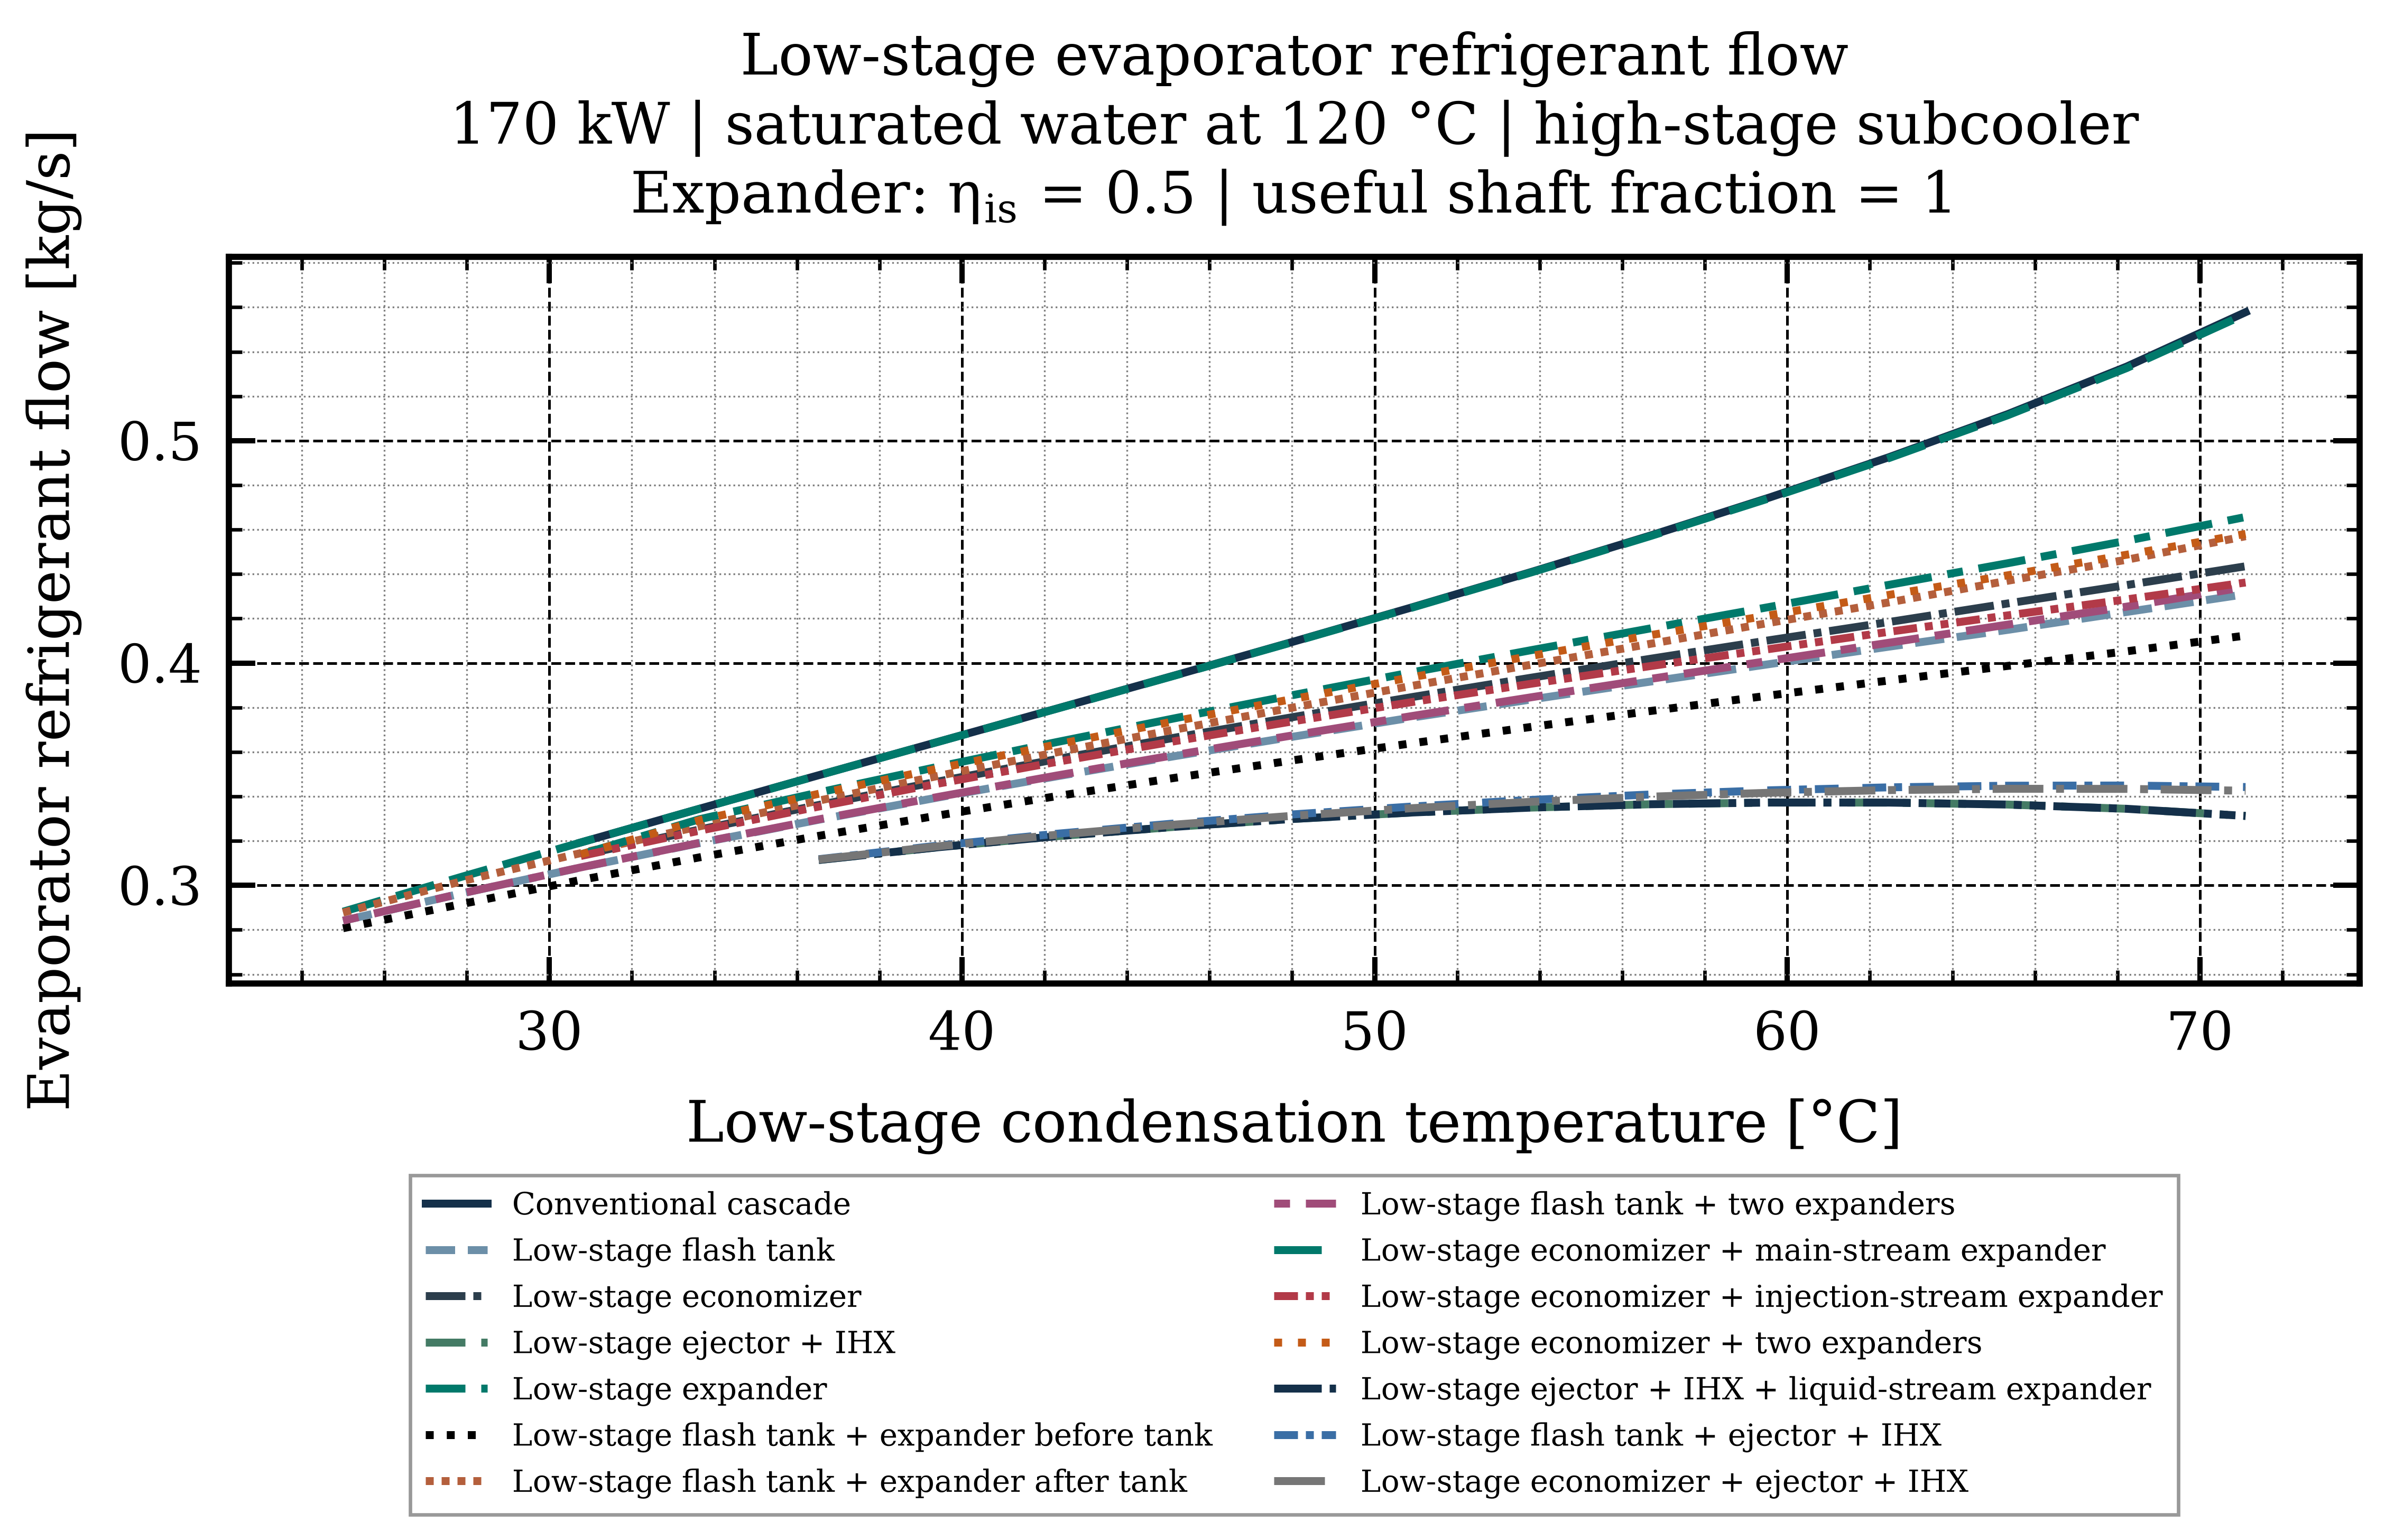 Low-stage evaporator refrigerant flow
170 kW | saturated water at 120 °C | high-stage subcooler
Expander: ηis = 0.5 | useful shaft fraction = 1
Evaporator refrigerant flow [kg/s]
0.5
0.4
0.3
30 40 50 60 70
Low-stage condensation temperature [°C]
Conventional cascade
Low-stage flash tank
Low-stage economizer
Low-stage ejector + IHX
Low-stage expander
Low-stage flash tank + expander before tank
Low-stage flash tank + expander after tank
Low-stage flash tank + two expanders
Low-stage economizer + main-stream expander
Low-stage economizer + injection-stream expander
Low-stage economizer + two expanders
Low-stage ejector + IHX + liquid-stream expander
Low-stage flash tank + ejector + IHX
Low-stage economizer + ejector + IHX